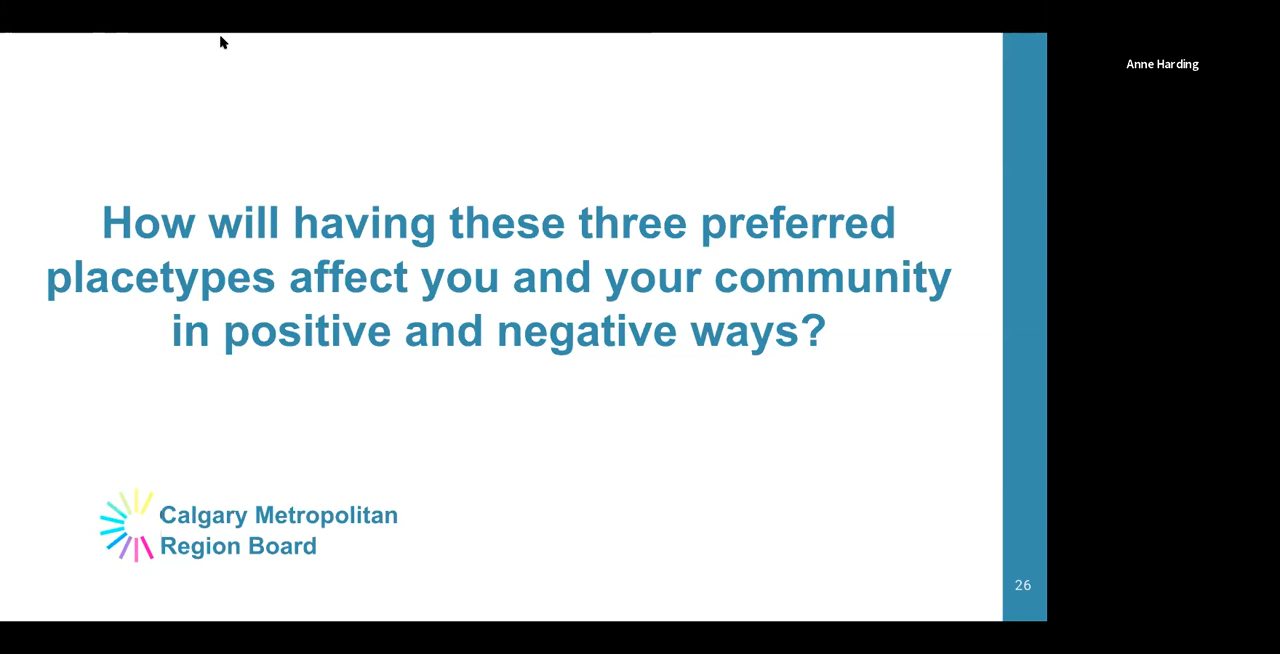 Anne Harding
How will having these three preferred
placetypes affect you and your community
in positive and negative ways?
Calgary Metropolitan
Region Board
26